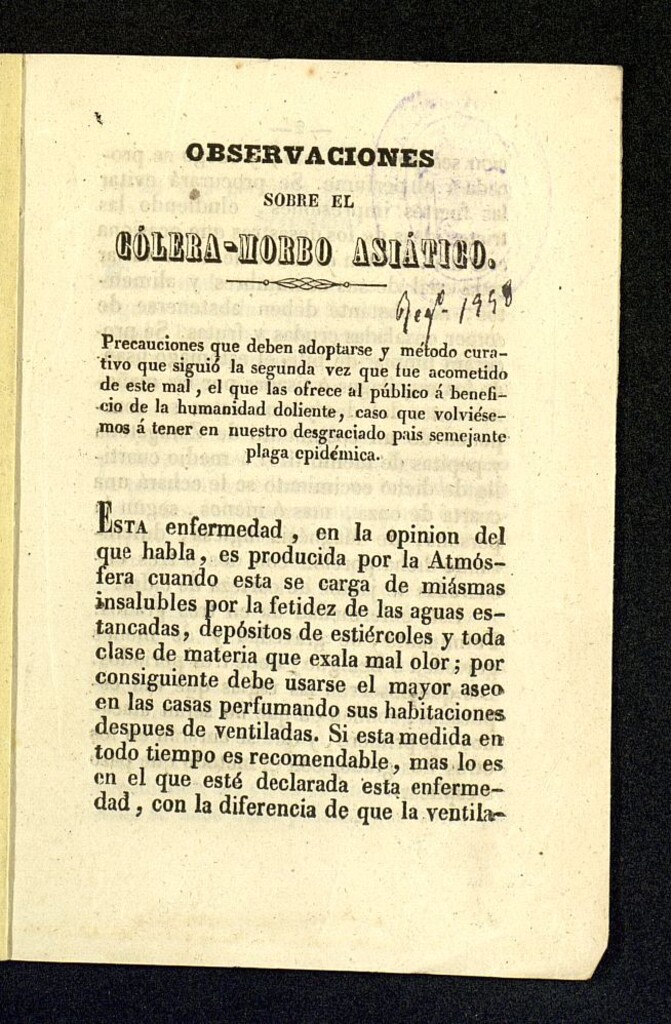 OBSERVACIONES
SOBRE EL
CÓLERA-MORBO ASIÁTICO.
Precauciones que deben adoptarse y método cura-
tivo que siguió la segunda vez que fue acometido
de este mal, el que las ofrece al público á benefi-
cio de la humanidad doliente, caso que volviése-
mos á tener en nuestro desgraciado pais semejante
plaga epidémica.
ESTA enfermedad, en la opinion del
que habla, es producida por la Atmós-
fera cuando esta se carga de miásmas
insalubles por la fetidez de las aguas es-
tancadas, depósitos de estiércoles y toda
clase de materia que exala mal olor; por
consiguiente debe usarse el mayor aseo
en las casas perfumando sus habitaciones
despues de ventiladas. Si esta medida en
todo tiempo es recomendable, mas lo es
en el que esté declarada esta enferme-
dad, con la diferencia de que la ventila-